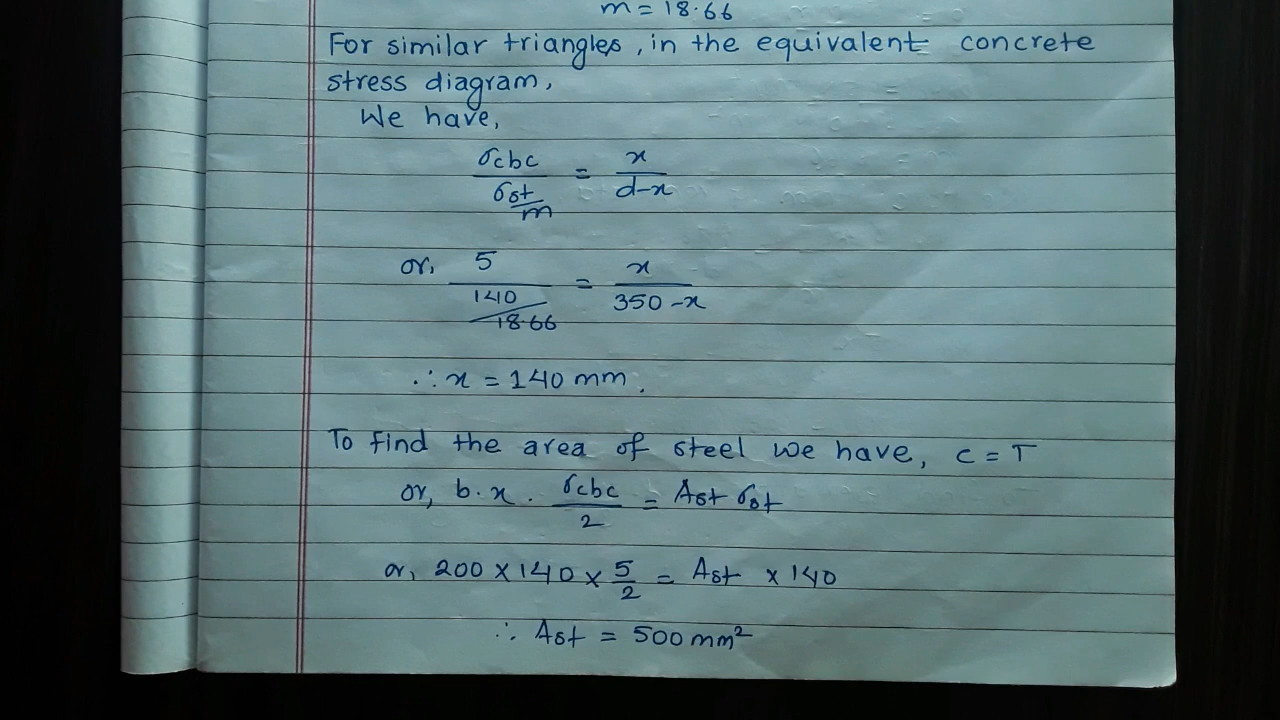 m = 18.66
For similar triangles, in the equivalent concrete
stress diagram,
We have,
σcbc / (σst/m) = x / (d-x)
or, 5 / (140/18.66) = x / (350-x)
∴ x = 140 mm.
To find the area of steel we have, C = T
or, b. x. σcbc/2 = Ast σst
or, 200 x 140 x 5/2 = Ast x 140
∴ Ast = 500 mm²